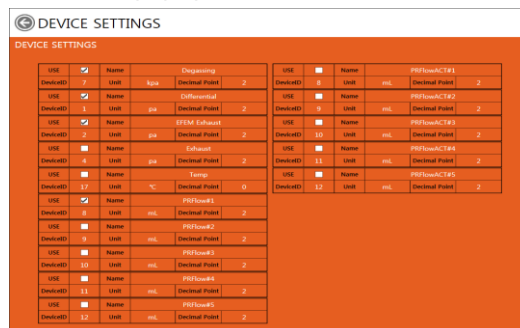 DEVICE SETTINGS
DEVICE SETTINGS
USE Name Degassing
DeviceID 7 Unit kpa Decimal Point 2
USE Name Differential
DeviceID 1 Unit pa Decimal Point 2
USE Name EFEM Exhaust
DeviceID 2 Unit pa Decimal Point 2
USE Name Exhaust
DeviceID 4 Unit pa Decimal Point 2
USE Name Temp
DeviceID 17 Unit ℃ Decimal Point 0
USE Name PRFlow#1
DeviceID 8 Unit mL Decimal Point 2
USE Name PRFlow#2
DeviceID 9 Unit mL Decimal Point 2
USE Name PRFlow#3
DeviceID 10 Unit mL Decimal Point 2
USE Name PRFlow#4
DeviceID 11 Unit mL Decimal Point 2
USE Name PRFlow#5
DeviceID 12 Unit mL Decimal Point 2
USE Name PRFlowACT#1
DeviceID 8 Unit mL Decimal Point 2
USE Name PRFlowACT#2
DeviceID 9 Unit mL Decimal Point 2
USE Name PRFlowACT#3
DeviceID 10 Unit mL Decimal Point 2
USE Name PRFlowACT#4
DeviceID 11 Unit mL Decimal Point 2
USE Name PRFlowACT#5
DeviceID 12 Unit mL Decimal Point 2